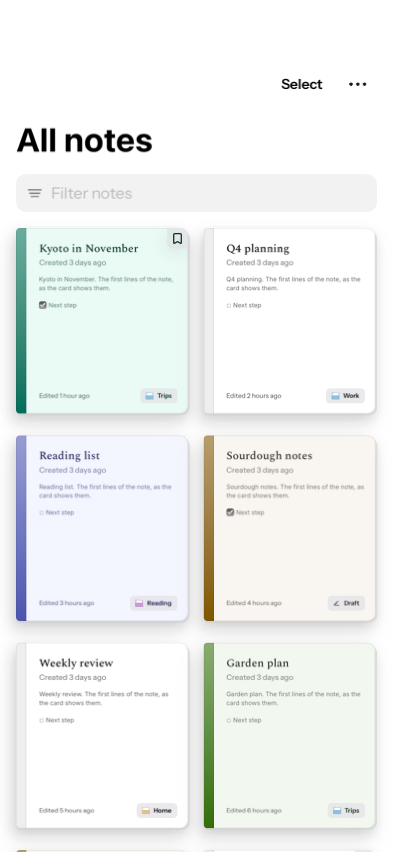 Select
All notes
Filter notes
Kyoto in November
Created 3 days ago
Kyoto in November. The first lines of the note,
as the card shows them.
Next step
Edited 1 hour ago
Trips
Q4 planning
Created 3 days ago
Q4 planning. The first lines of the note, as the
card shows them.
Next step
Edited 2 hours ago
Work
Reading list
Created 3 days ago
Reading list. The first lines of the note, as the
card shows them.
Next step
Edited 3 hours ago
Reading
Sourdough notes
Created 3 days ago
Sourdough notes. The first lines of the note, as
the card shows them.
Next step
Edited 4 hours ago
Draft
Weekly review
Created 3 days ago
Weekly review. The first lines of the note, as
the card shows them.
Next step
Edited 5 hours ago
Home
Garden plan
Created 3 days ago
Garden plan. The first lines of the note, as the
card shows them.
Next step
Edited 6 hours ago
Trips